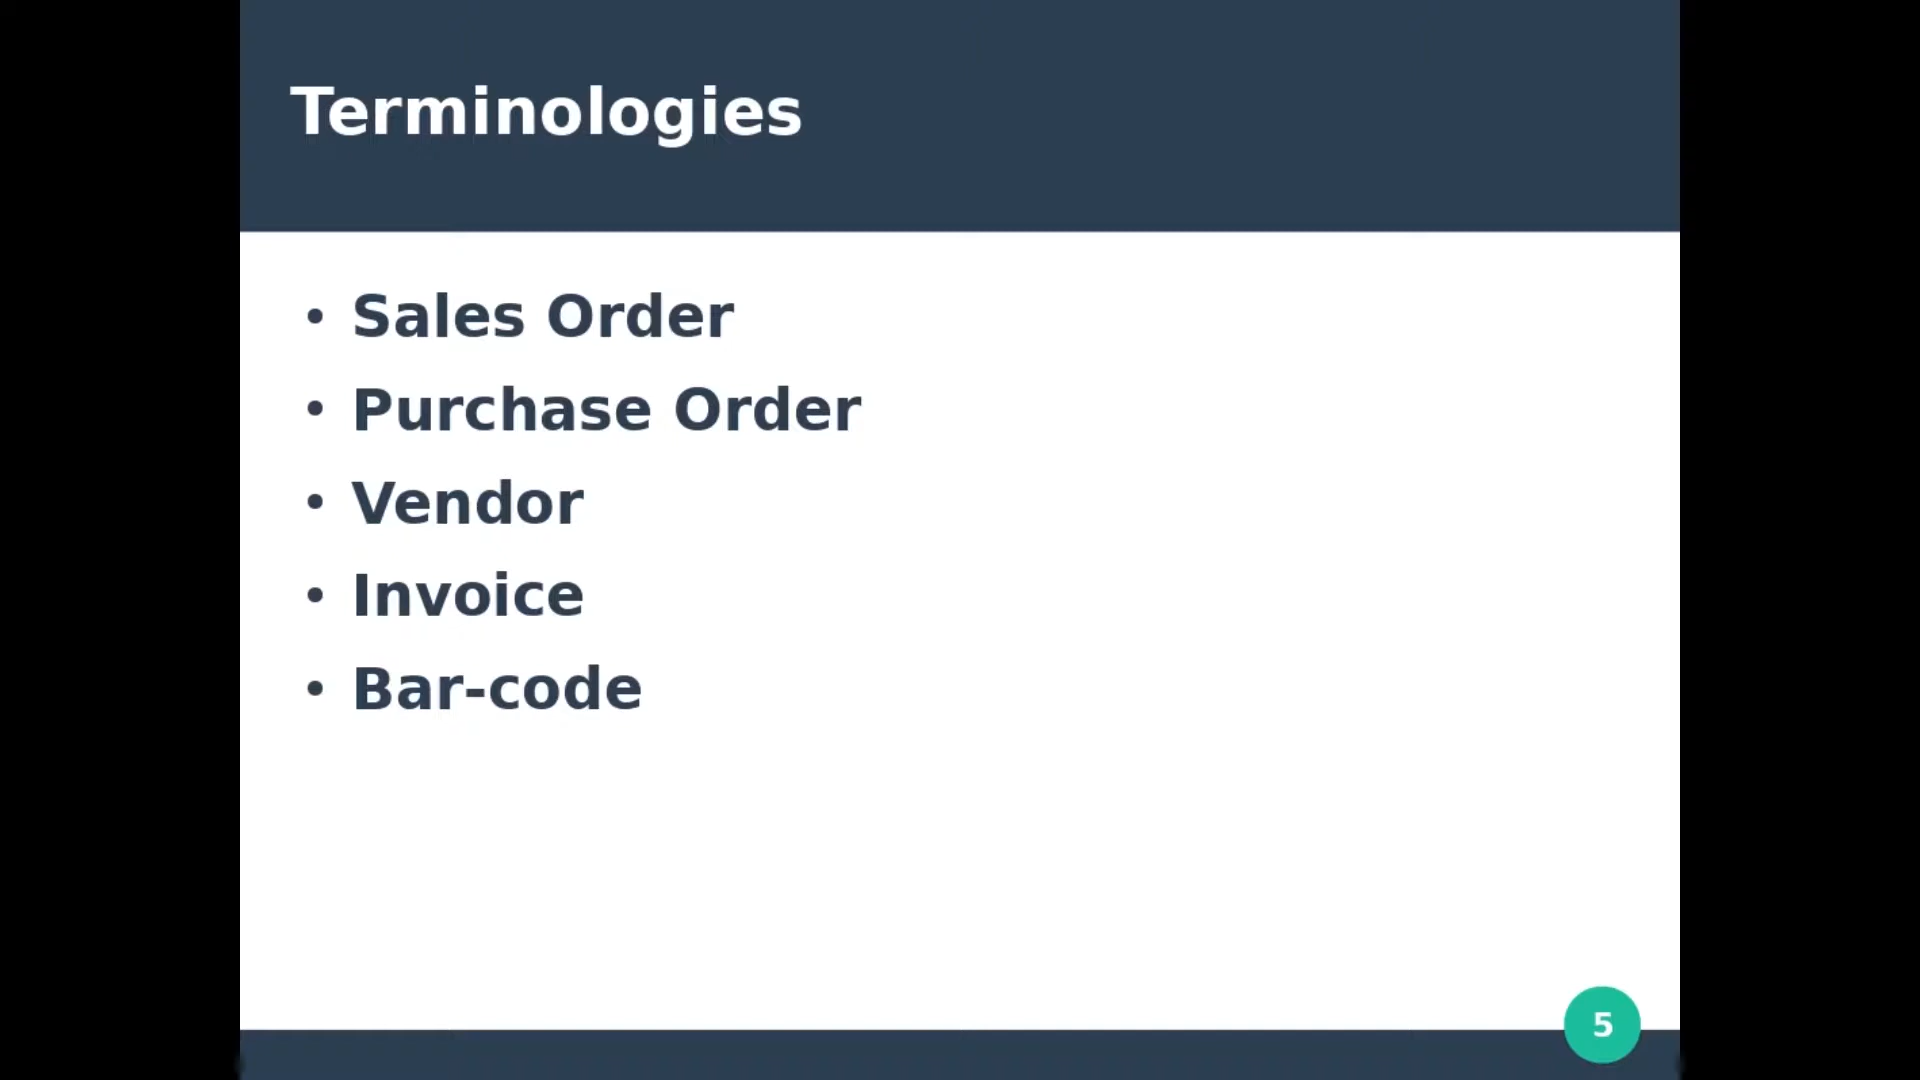 Terminologies
• Sales Order
• Purchase Order
• Vendor
• Invoice
• Bar-code
5